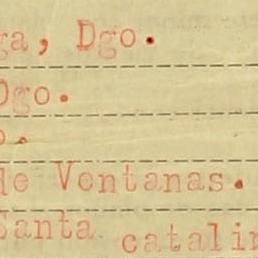 ga, Dgo.
Dgo.
o.
de Ventanas.
Santa catalin